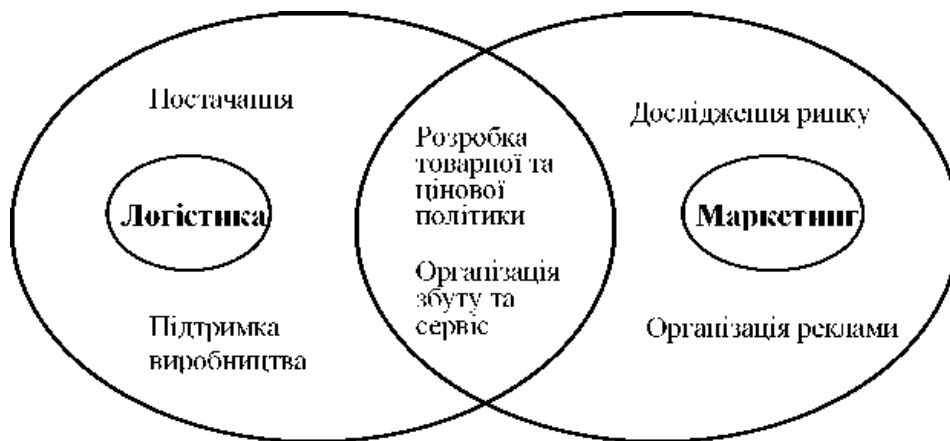 Постачання
Логістика
Підтримка
виробництва
Розробка
товарної та
цінової
політики
Організація
збуту та
сервіс
Дослідження ринку
Маркетинг
Організація реклами